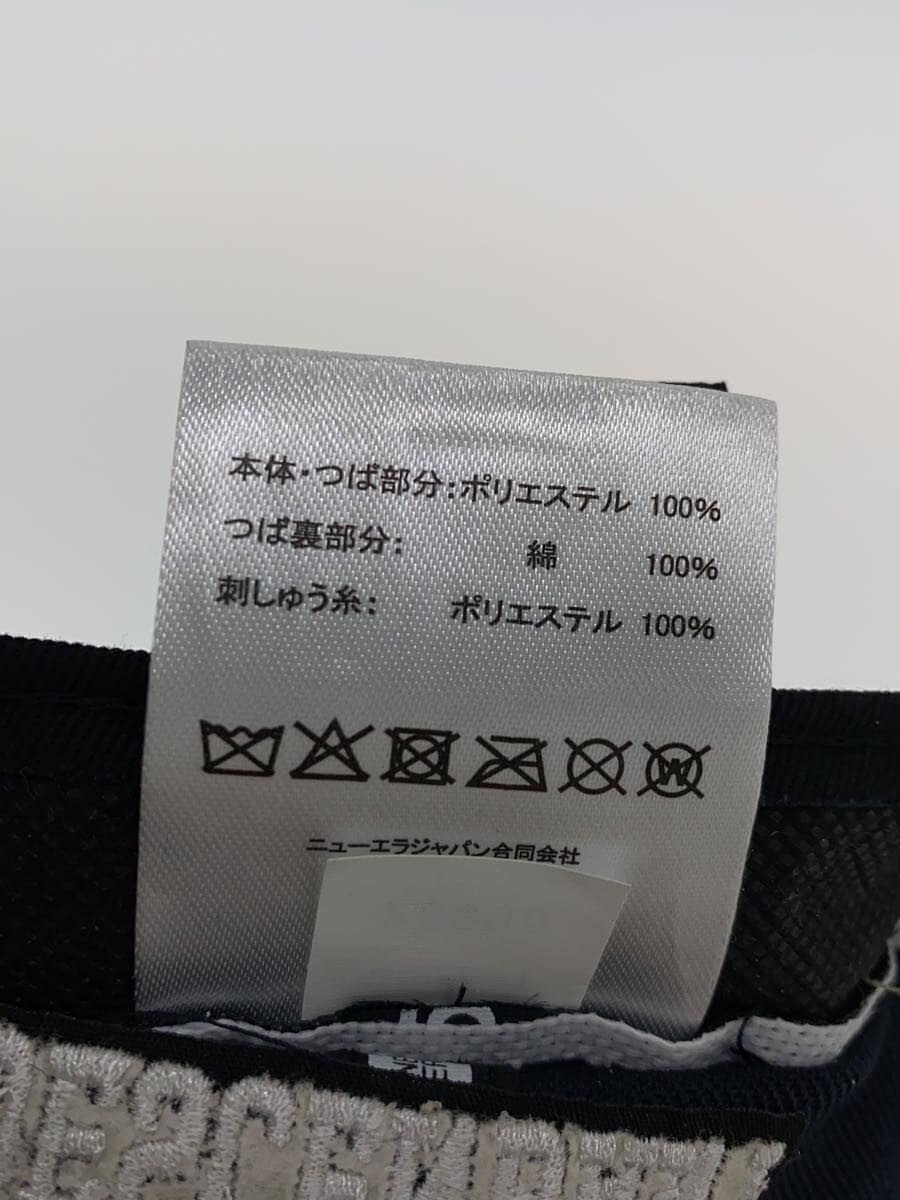 本体・つば部分：ポリエステル 100%
つば裏部分： 綿 100%
刺しゅう糸： ポリエステル 100%
W
ニューエラジャパン合同会社